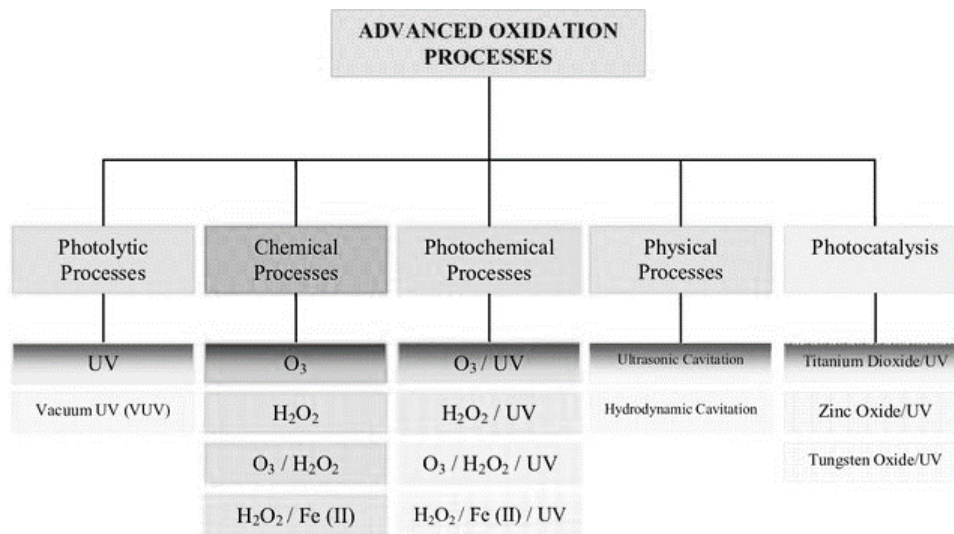 ADVANCED OXIDATION
PROCESSES
Photolytic
Processes
Chemical
Processes
Photochemical
Processes
Physical
Processes
Photocatalysis
UV
O₃
O₃ / UV
Ultrasonic Cavitation
Titanium Dioxide/UV
Vacuum UV (VUV)
H₂O₂
H₂O₂ / UV
Hydrodynamic Cavitation
Zinc Oxide/UV
O₃ / H₂O₂
O₃ / H₂O₂ / UV
Tungsten Oxide/UV
H₂O₂ / Fe (II)
H₂O₂ / Fe (II) / UV